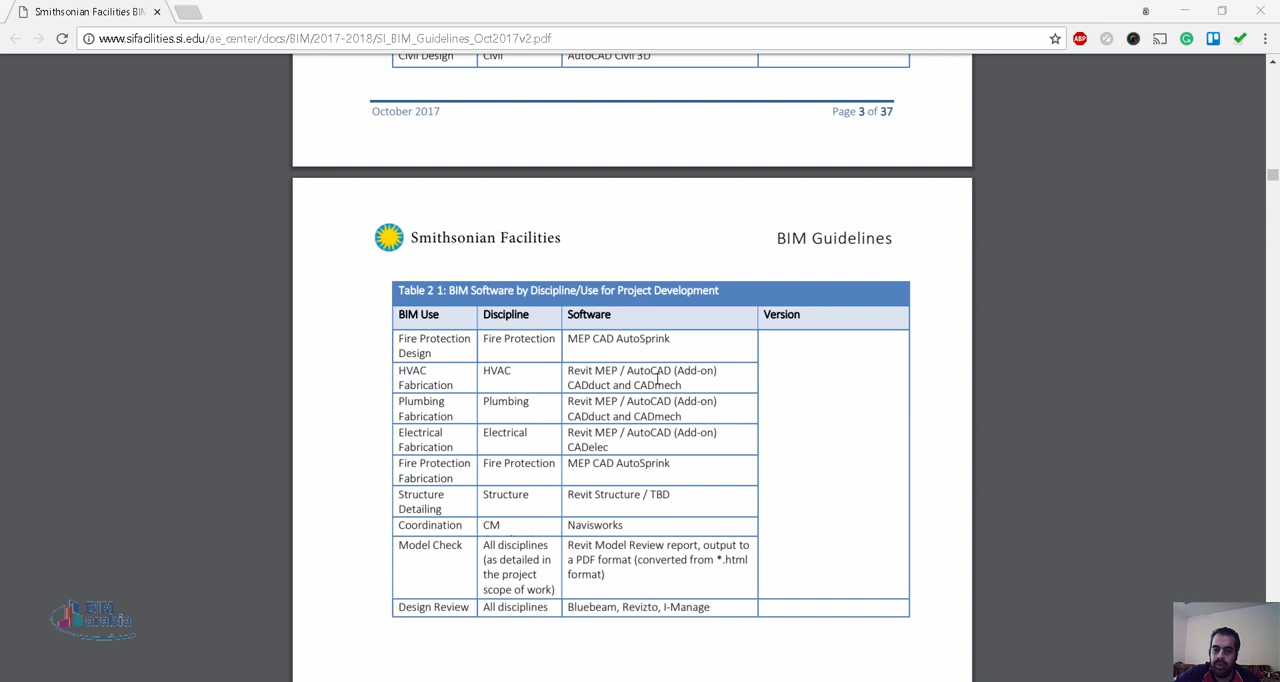 Smithsonian Facilities BIM
www.sifacilities.si.edu/ae_center/docs/BIM/2017-2018/SI_BIM_Guidelines_Oct2017v2.pdf
ABP
Civil Design Civil AutoCAD Civil 3D
October 2017 Page 3 of 37
Smithsonian Facilities BIM Guidelines
Table 2 1: BIM Software by Discipline/Use for Project Development
BIM Use Discipline Software Version
Fire Protection Fire Protection MEP CAD AutoSprink
Design
HVAC HVAC Revit MEP / AutoCAD (Add-on)
Fabrication CADduct and CADmech
Plumbing Plumbing Revit MEP / AutoCAD (Add-on)
Fabrication CADduct and CADmech
Electrical Electrical Revit MEP / AutoCAD (Add-on)
Fabrication CADelec
Fire Protection Fire Protection MEP CAD AutoSprink
Fabrication
Structure Structure Revit Structure / TBD
Detailing
Coordination CM Navisworks
Model Check All disciplines Revit Model Review report, output to
(as detailed in a PDF format (converted from *.html
the project format)
scope of work)
Design Review All disciplines Bluebeam, Revizto, I-Manage
BIM
arabia